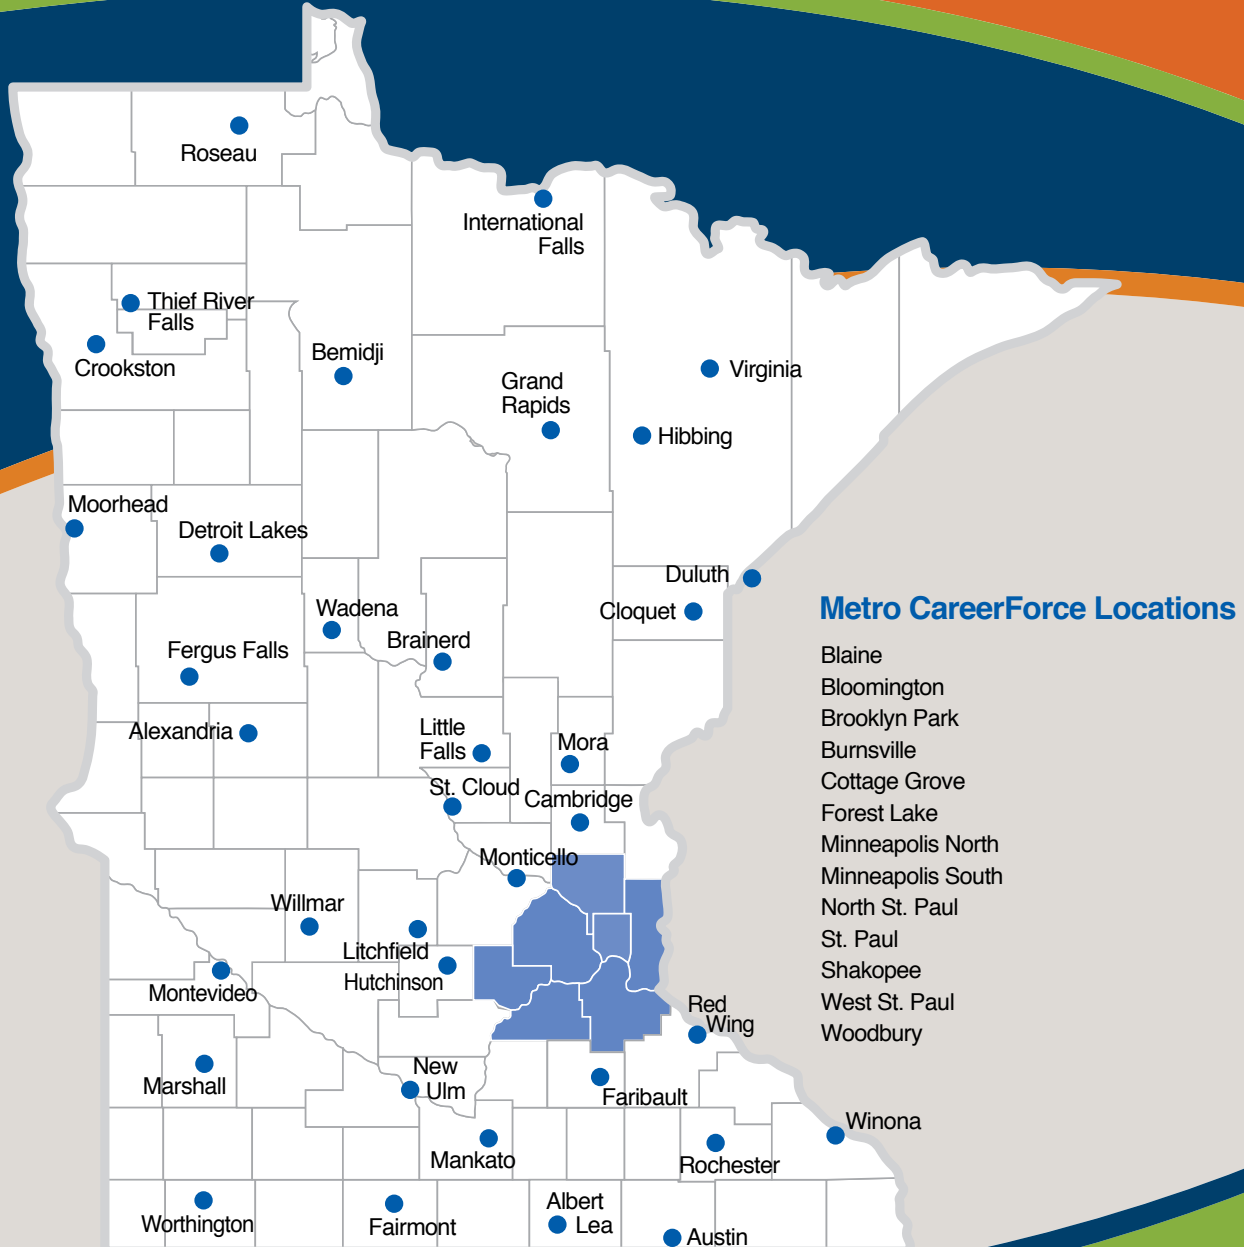 Roseau
International
Falls
Thief River
Falls
Crookston
Bemidji
Grand
Rapids
Virginia
Hibbing
Moorhead
Detroit Lakes
Duluth
Cloquet
Wadena
Brainerd
Fergus Falls
Alexandria
Little
Falls
Mora
St. Cloud
Cambridge
Monticello
Willmar
Litchfield
Hutchinson
Montevideo
Red
Wing
Marshall
New
Ulm
Faribault
Winona
Mankato
Rochester
Worthington
Fairmont
Albert
Lea
Austin
Metro CareerForce Locations
Blaine
Bloomington
Brooklyn Park
Burnsville
Cottage Grove
Forest Lake
Minneapolis North
Minneapolis South
North St. Paul
St. Paul
Shakopee
West St. Paul
Woodbury